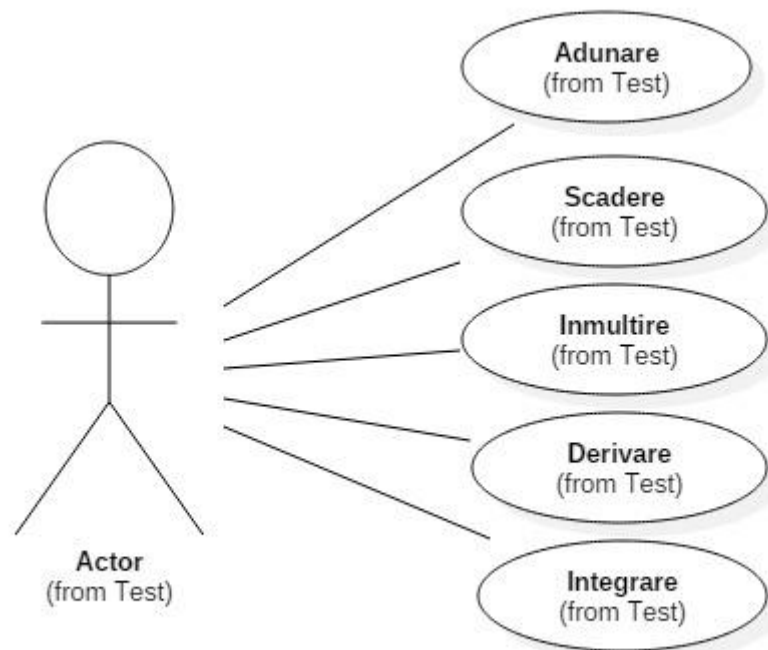 Adunare
(from Test)
Scadere
(from Test)
Inmultire
(from Test)
Derivare
(from Test)
Integrare
(from Test)
Actor
(from Test)